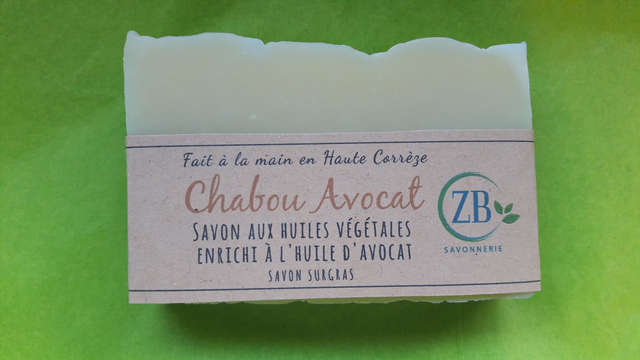 Fait à la main en Haute Corrèze
Chabou Avocat
SAVON AUX HUILES VÉGÉTALES
ENRICHI À L'HUILE D'AVOCAT
SAVON SURGRAS
ZB
SAVONNERIE